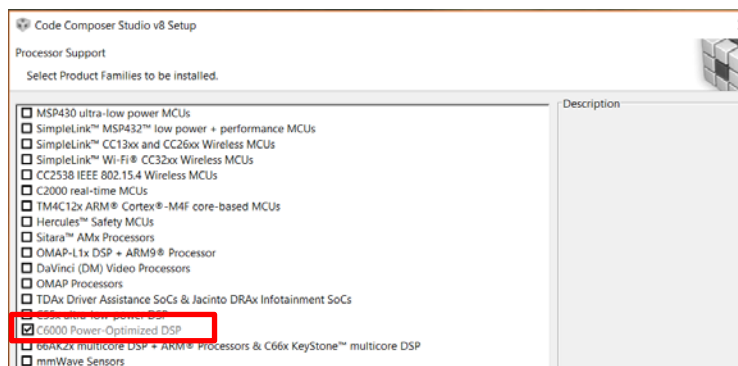 Code Composer Studio v8 Setup
Processor Support
Select Product Families to be installed.
Description
MSP430 ultra-low power MCUs
SimpleLink™ MSP432™ low power + performance MCUs
SimpleLink™ CC13xx and CC26xx Wireless MCUs
SimpleLink™ Wi-Fi® CC32xx Wireless MCUs
CC2538 IEEE 802.15.4 Wireless MCUs
C2000 real-time MCUs
TM4C12x ARM® Cortex®-M4F core-based MCUs
Hercules™ Safety MCUs
Sitara™ AMx Processors
OMAP-L1x DSP + ARM9® Processor
DaVinci (DM) Video Processors
OMAP Processors
TDAx Driver Assistance SoCs & Jacinto DRAx Infotainment SoCs
C55x ultra-low-power DSP
C6000 Power-Optimized DSP
66AK2x multicore DSP + ARM® Processors & C66x KeyStone™ multicore DSP
mmWave Sensors